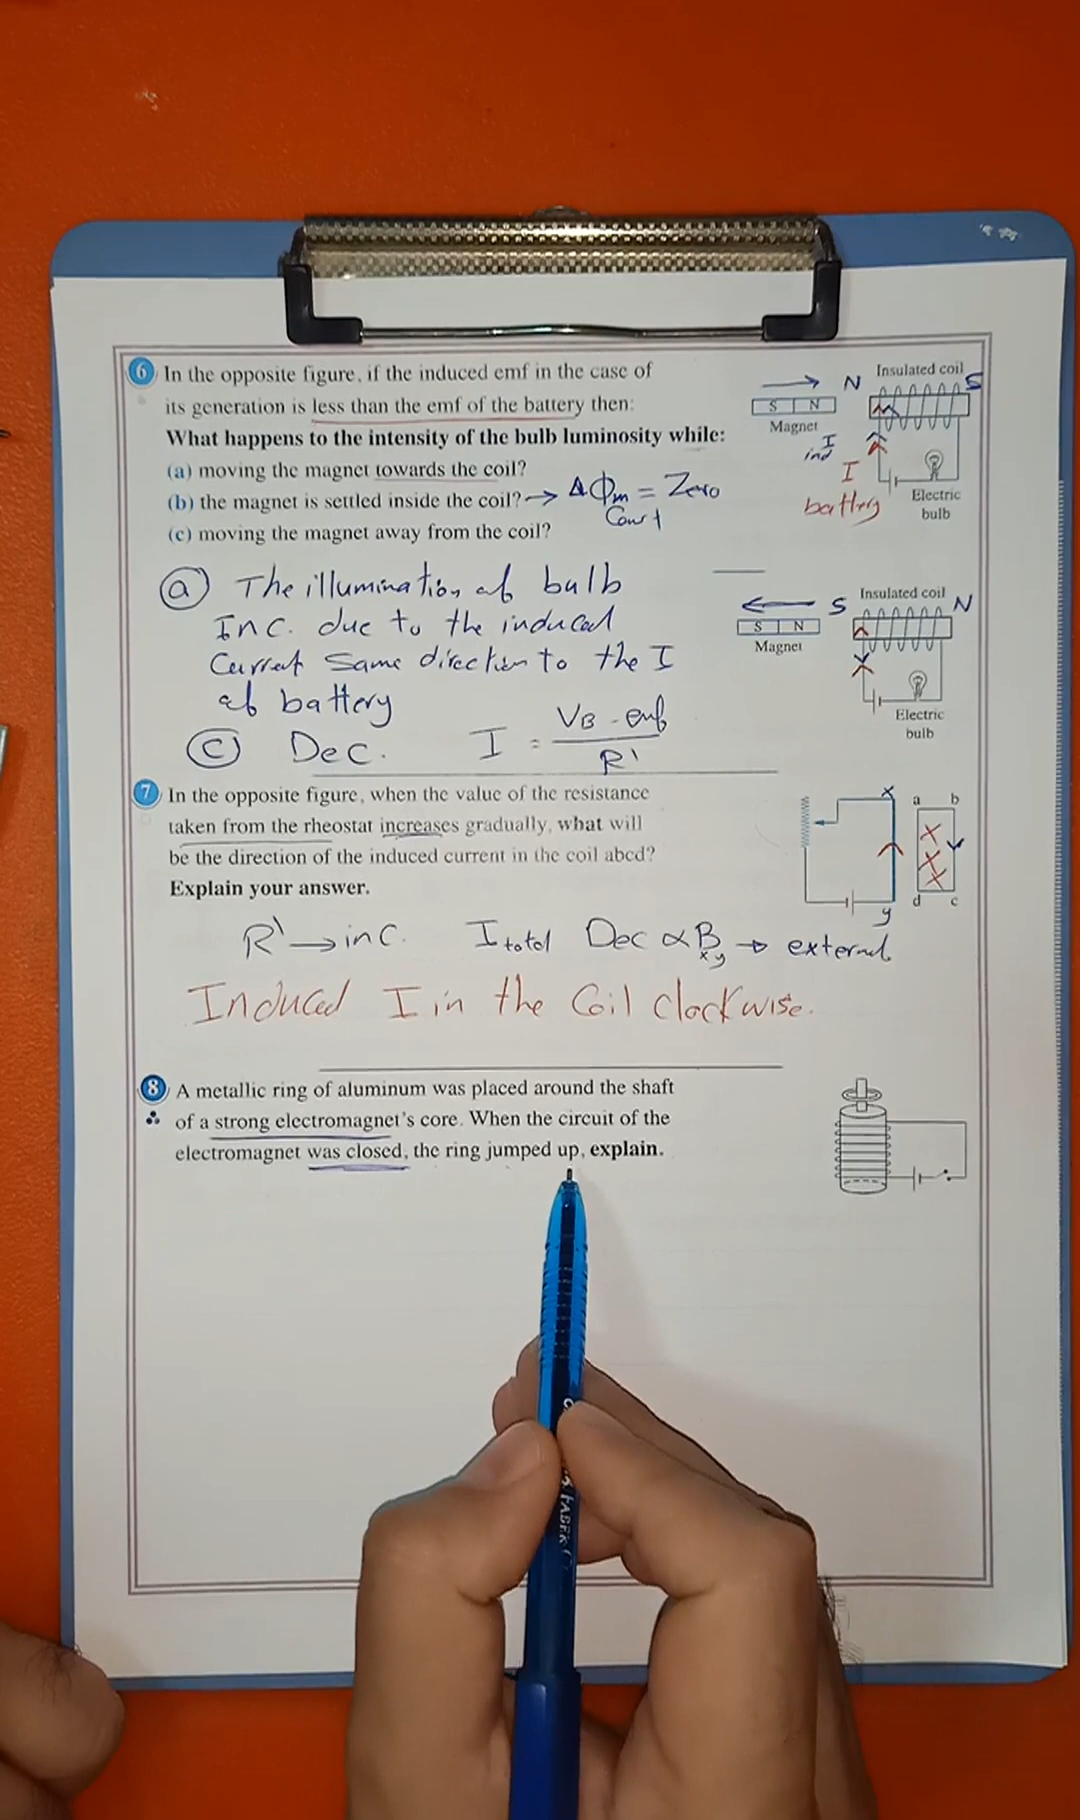 6 In the opposite figure, if the induced emf in the case of
its generation is less than the emf of the battery then:
What happens to the intensity of the bulb luminosity while:
(a) moving the magnet towards the coil?
(b) the magnet is settled inside the coil? → ΔΦm = Zero
Const
(c) moving the magnet away from the coil?
Insulated coil
N S
S N
Magnet
I ind
I
battery
Electric
bulb
a The illumination of bulb
Inc. due to the induced
Current Same direction to the I
of battery
Insulated coil
S N
S N
Magnet
Electric
bulb
C Dec. I = VB - emf / R'
7 In the opposite figure, when the value of the resistance
taken from the rheostat increases gradually, what will
be the direction of the induced current in the coil abcd?
Explain your answer.
x a b
X
X
X
y d c
R' → inc. I total Dec ∝ B xy → external
Induced I in the Coil clockwise.
8 A metallic ring of aluminum was placed around the shaft
of a strong electromagnet's core. When the circuit of the
electromagnet was closed, the ring jumped up, explain.
FABER